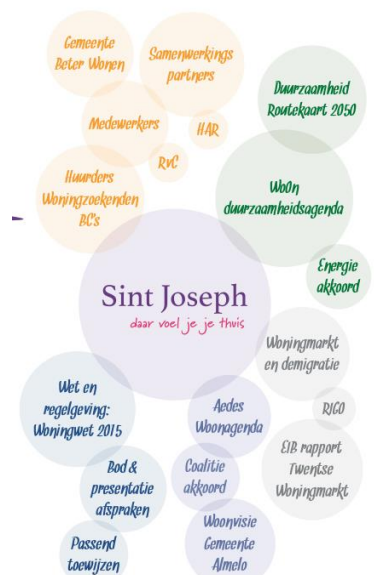 Gemeente
Beter Wonen
Samenwerkings
partners
Medewerkers
HAR
RvC
Huurders
Woningzoekenden
BC's
Duurzaamheid
Routekaart 2050
WoOn
duurzaamheidsagenda
Energie
akkoord
Sint Joseph
daar voel je je thuis
Woningmarkt
en demigratie
RIGO
EIB rapport
Twentse
Woningmarkt
Wet en
regelgeving:
Woningwet 2015
Bod &
presentatie
afspraken
Passend
toewijzen
Aedes
Woonagenda
Coalitie
akkoord
Woonvisie
Gemeente
Almelo